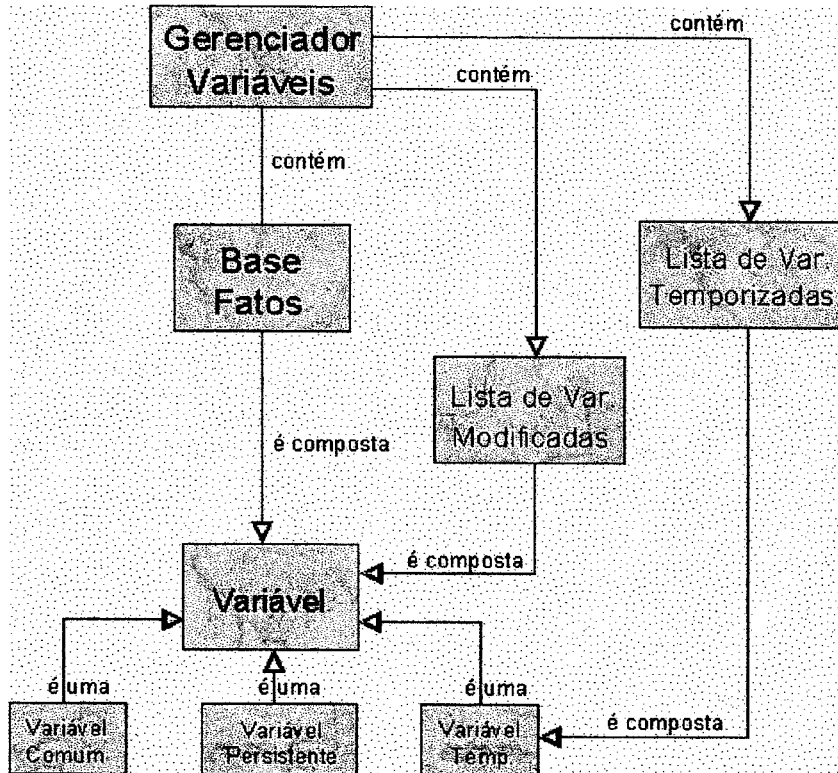 Gerenciador
Variáveis
contém
contém
contém
Base
Fatos
Lista de Var.
Temporizadas
Lista de Var.
Modificadas
é composta
é composta
Variável
é uma
é uma
é uma
é composta
Variável
Comum
Variável
Persistente
Variável
Temp.